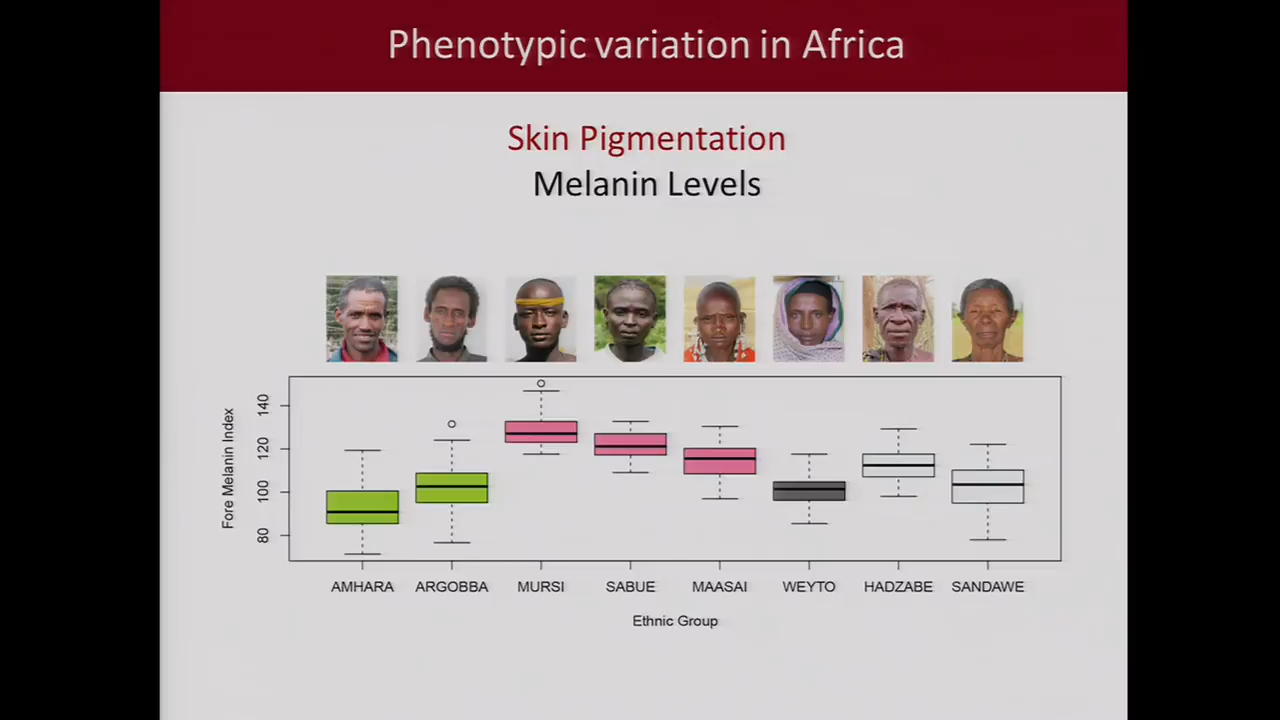 Phenotypic variation in Africa
Skin Pigmentation
Melanin Levels
Fore Melanin Index
140
120
100
80
AMHARA ARGOBBA MURSI SABUE MAASAI WEYTO HADZABE SANDAWE
Ethnic Group